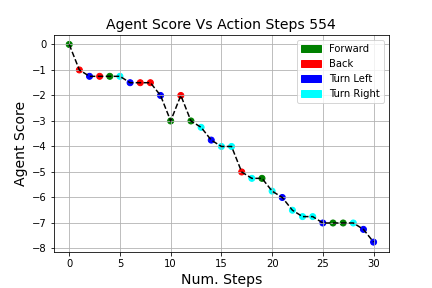 Agent Score Vs Action Steps 554
0
−1
−2
−3
−4
−5
−6
−7
−8
Agent Score
Forward
Back
Turn Left
Turn Right
0 5 10 15 20 25 30
Num. Steps